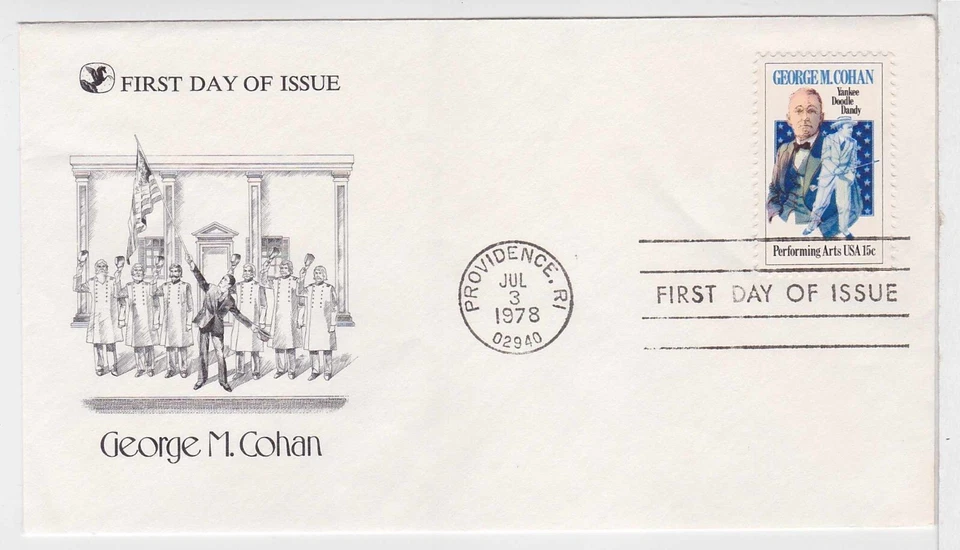 FIRST DAY OF ISSUE
George M. Cohan
PROVIDENCE, RI
JUL
3
1978
02940
GEORGE M. COHAN
Yankee
Doodle
Dandy
Performing Arts USA 15c
FIRST DAY OF ISSUE